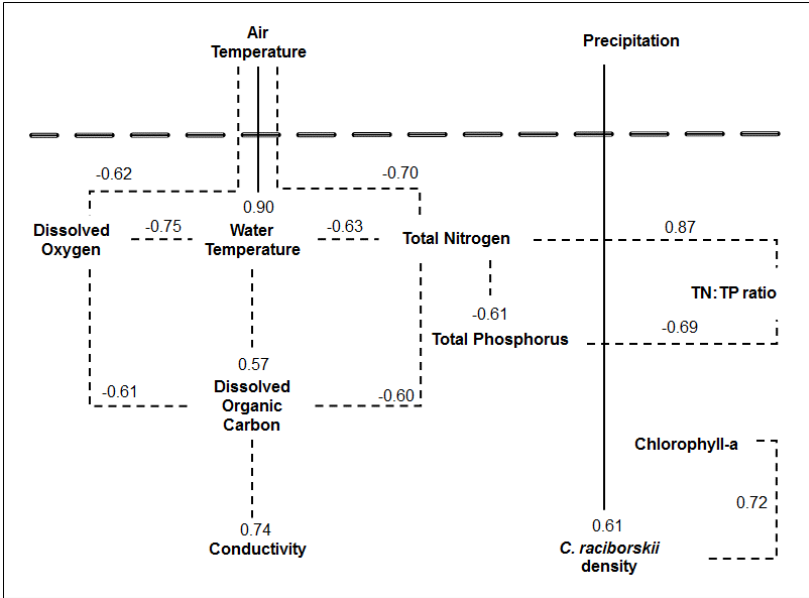 Air
Temperature
Precipitation
-0.62
-0.70
0.90
Dissolved
Oxygen
-0.75
Water
Temperature
-0.63
Total Nitrogen
0.87
TN:TP ratio
-0.61
Total Phosphorus
-0.69
0.57
-0.61
Dissolved
Organic
Carbon
-0.60
Chlorophyll-a
0.72
0.74
Conductivity
0.61
C. raciborskii
density